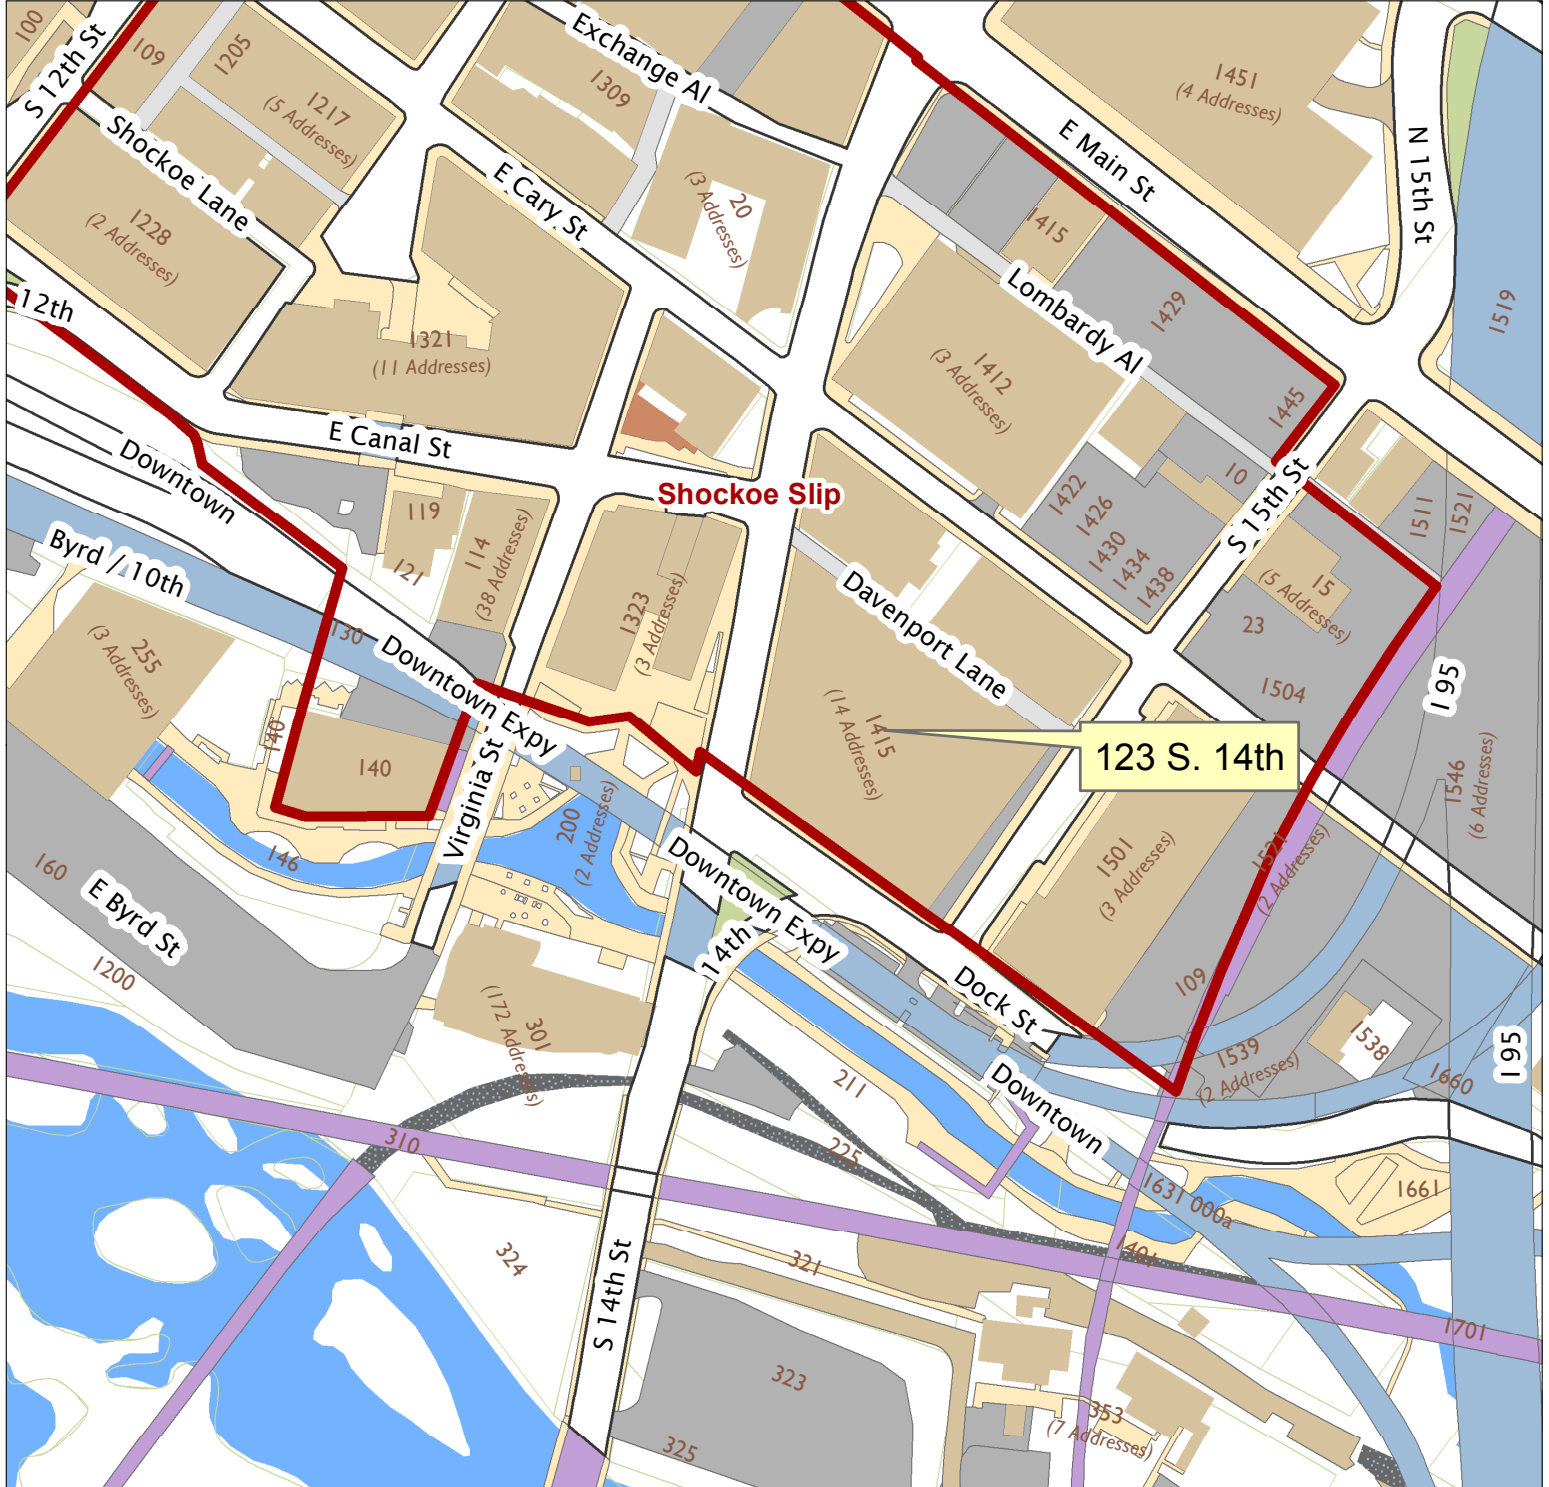 100
S 12th St
109
1205
1217
(5 Addresses)
Shockoe Lane
1228
(2 Addresses)
12th
Exchange Al
1309
E Cary St
20
(3 Addresses)
1321
(11 Addresses)
E Canal St
1451
(4 Addresses)
E Main St
N 15th St
1519
1415
Lombardy Al
1429
1412
(3 Addresses)
1445
Downtown
Byrd / 10th
119
121
114
(38 Addresses)
Shockoe Slip
1422
1426
1430
1434
1438
10
S 15th St
1511
1521
15
(5 Addresses)
23
1504
255
(3 Addresses)
130
Downtown Expy
1323
(3 Addresses)
Davenport Lane
1415
(14 Addresses)
123 S. 14th
I 95
1546
(6 Addresses)
140
140
Virginia St
200
(2 Addresses)
146
160
E Byrd St
1200
Downtown Expy
14th
1501
(3 Addresses)
1521
(2 Addresses)
109
Dock St
301
(172 Addresses)
211
225
Downtown
1539
(2 Addresses)
1538
1660
I 95
310
1631 000a
1661
324
321
1401
1701
S 14th St
323
325
353
(7 Addresses)